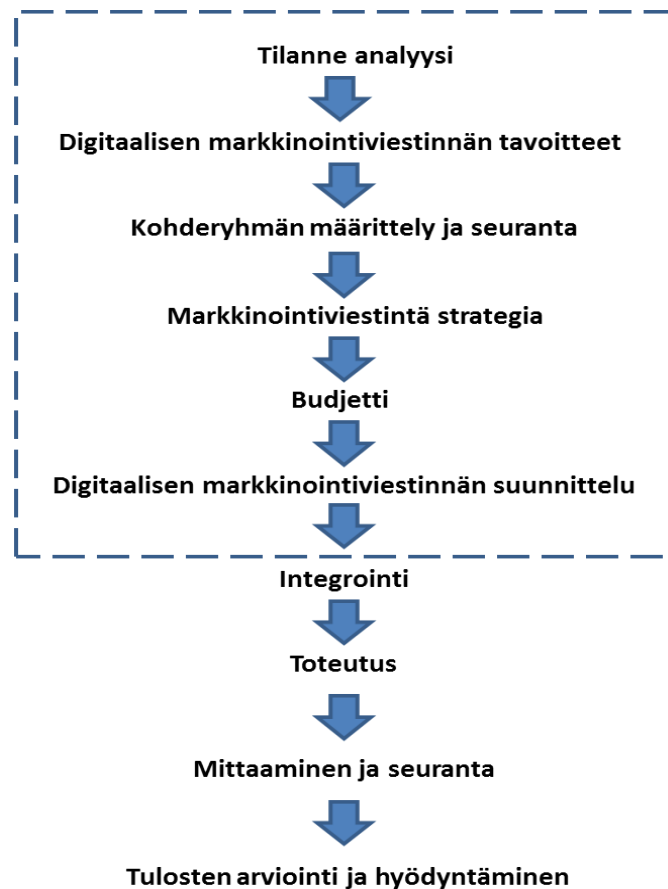 Tilanne analyysi
Digitaalisen markkinointiviestinnän tavoitteet
Kohderyhmän määrittely ja seuranta
Markkinointiviestintä strategia
Budjetti
Digitaalisen markkinointiviestinnän suunnittelu
Integrointi
Toteutus
Mittaaminen ja seuranta
Tulosten arviointi ja hyödyntäminen